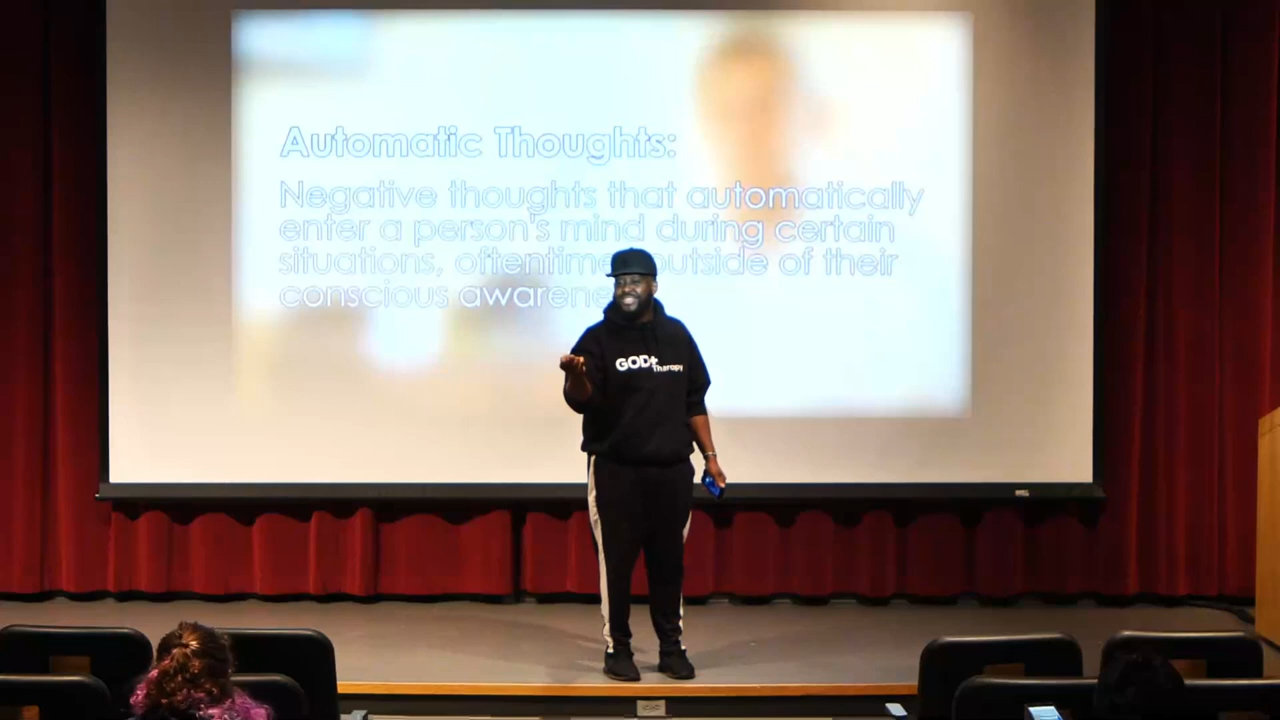 Automatic Thoughts:
Negative thoughts that automatically
enter a person's mind during certain
situations, oftentime outside of their
conscious awarene
GOD+
Therapy